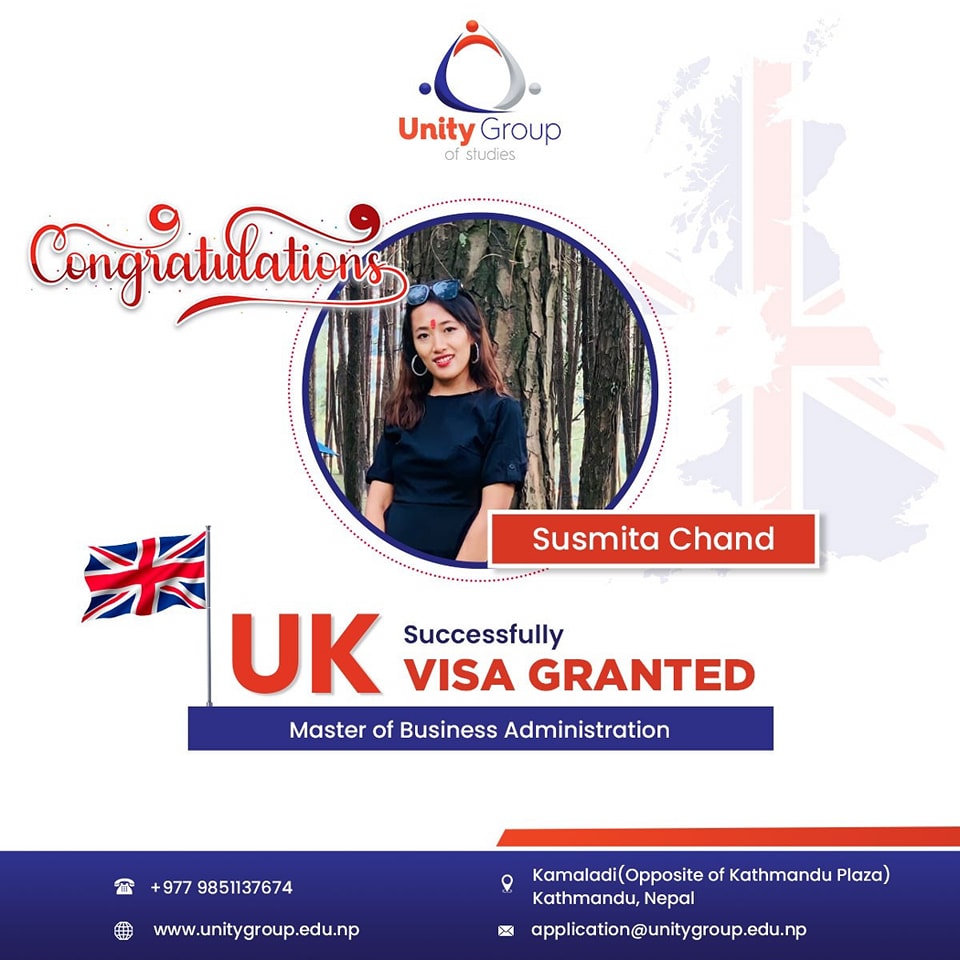 Unity Group
of studies
Congratulations
Susmita Chand
UK
Successfully
VISA GRANTED
Master of Business Administration
+977 9851137674
www.unitygroup.edu.np
Kamaladi(Opposite of Kathmandu Plaza)
Kathmandu, Nepal
application@unitygroup.edu.np